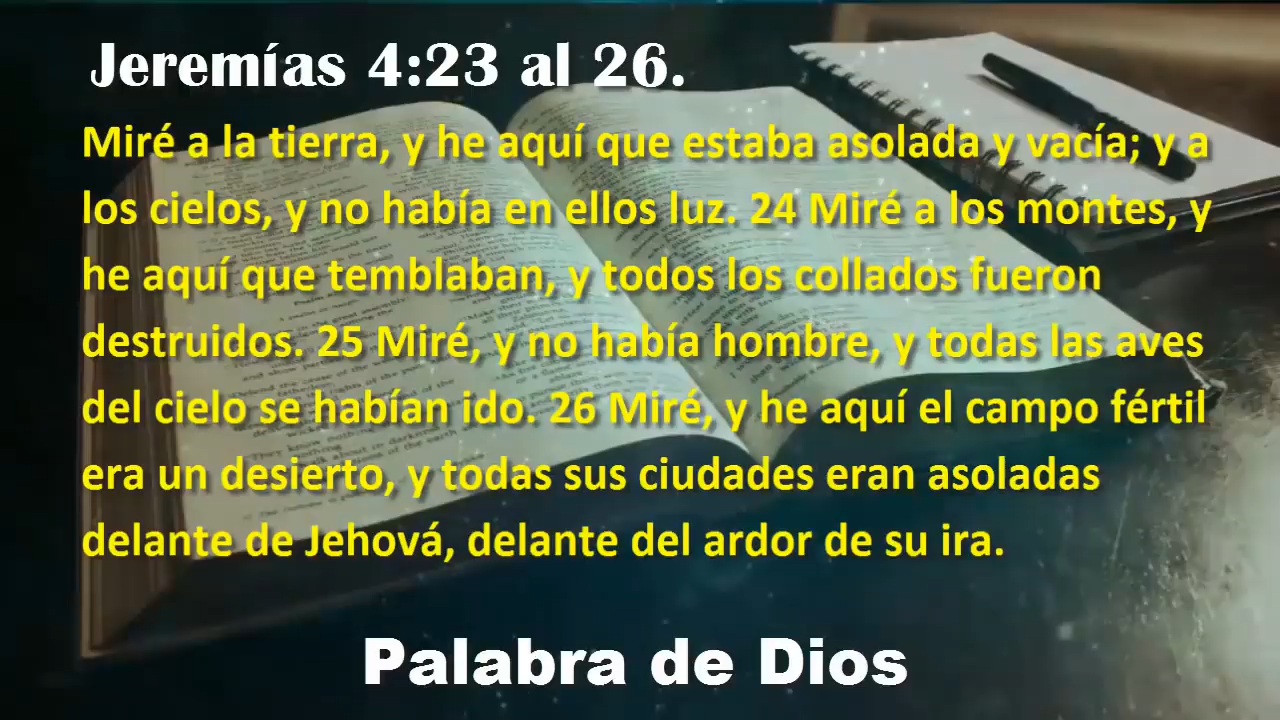 Jeremías 4:23 al 26.
Miré a la tierra, y he aquí que estaba asolada y vacía; y a
los cielos, y no había en ellos luz. 24 Miré a los montes, y
he aquí que temblaban, y todos los collados fueron
destruidos. 25 Miré, y no había hombre, y todas las aves
del cielo se habían ido. 26 Miré, y he aquí el campo fértil
era un desierto, y todas sus ciudades eran asoladas
delante de Jehová, delante del ardor de su ira.
Palabra de Dios